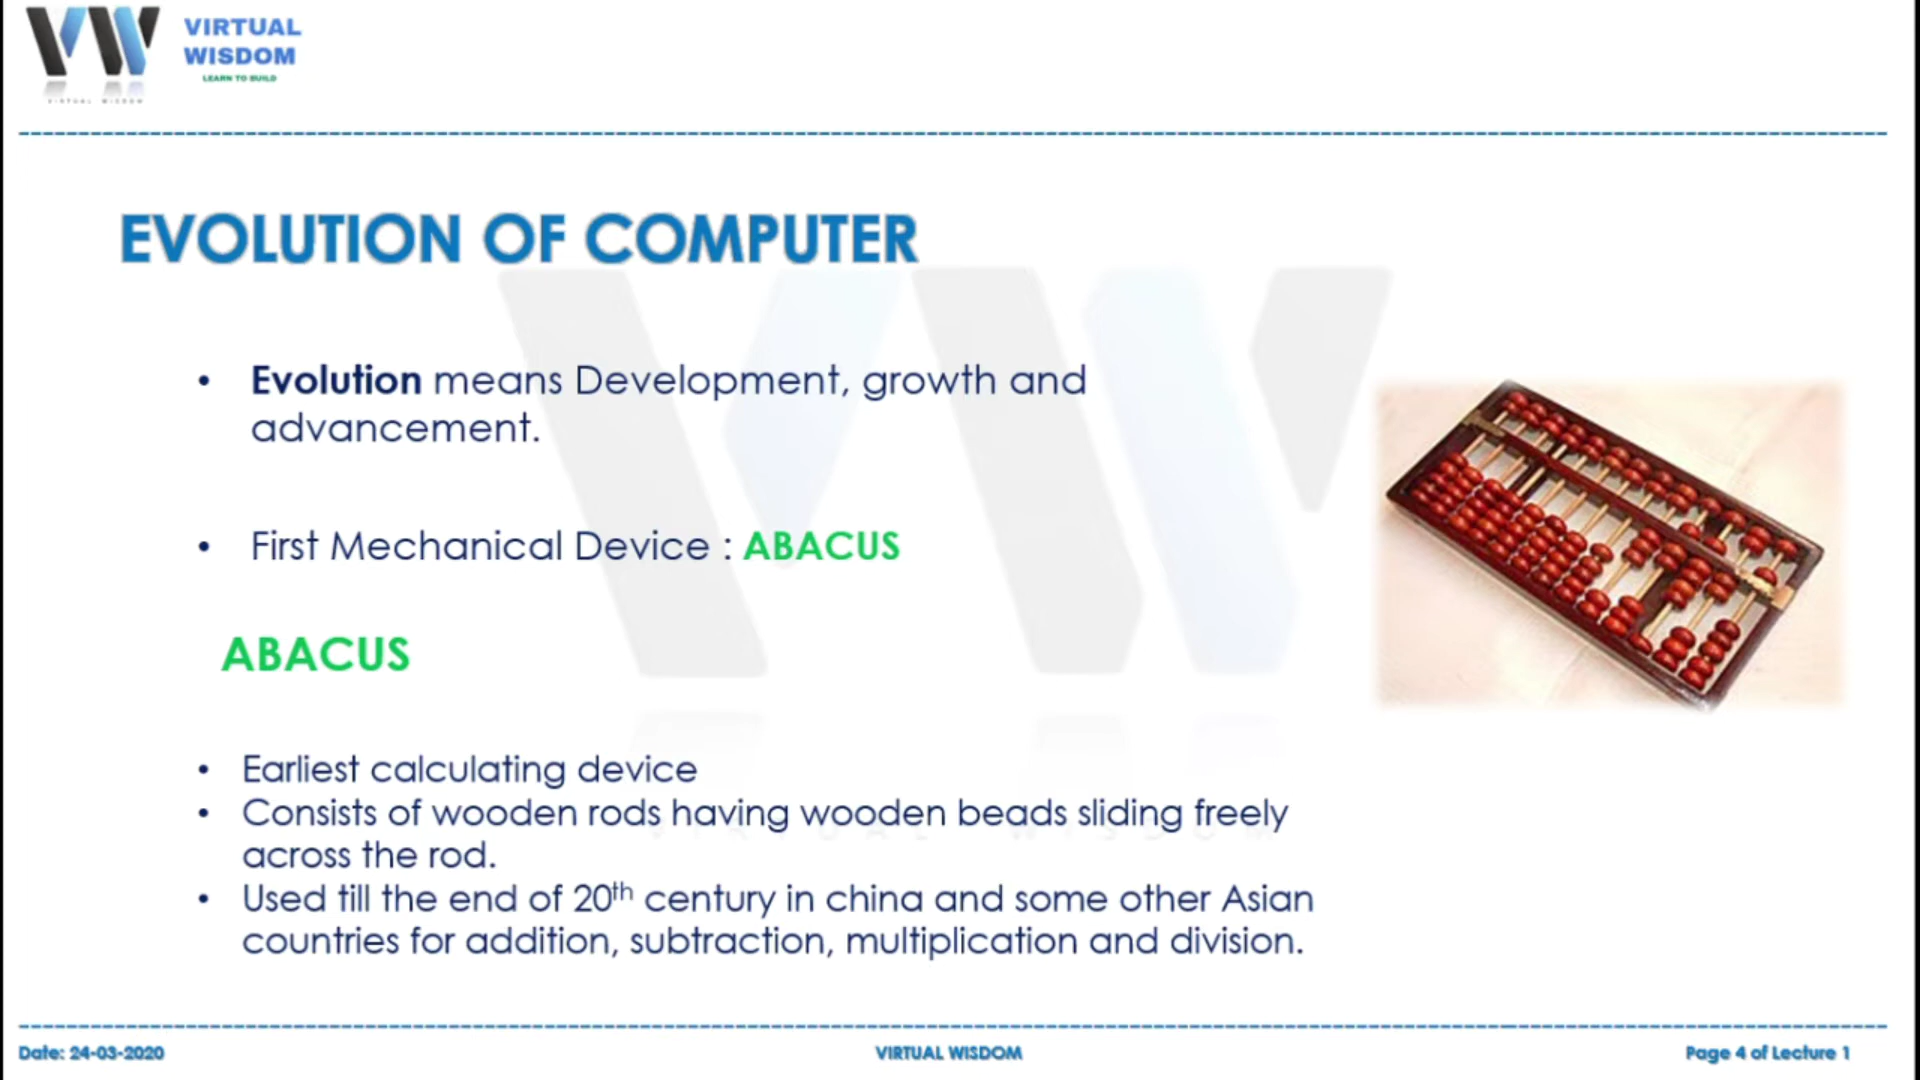 VIRTUAL
WISDOM
LEARN TO BUILD
VIRTUAL WISDOM
EVOLUTION OF COMPUTER
• Evolution means Development, growth and
advancement.
• First Mechanical Device : ABACUS
ABACUS
• Earliest calculating device
• Consists of wooden rods having wooden beads sliding freely
across the rod.
• Used till the end of 20th century in china and some other Asian
countries for addition, subtraction, multiplication and division.
Date: 24-03-2020
VIRTUAL WISDOM
Page 4 of Lecture 1